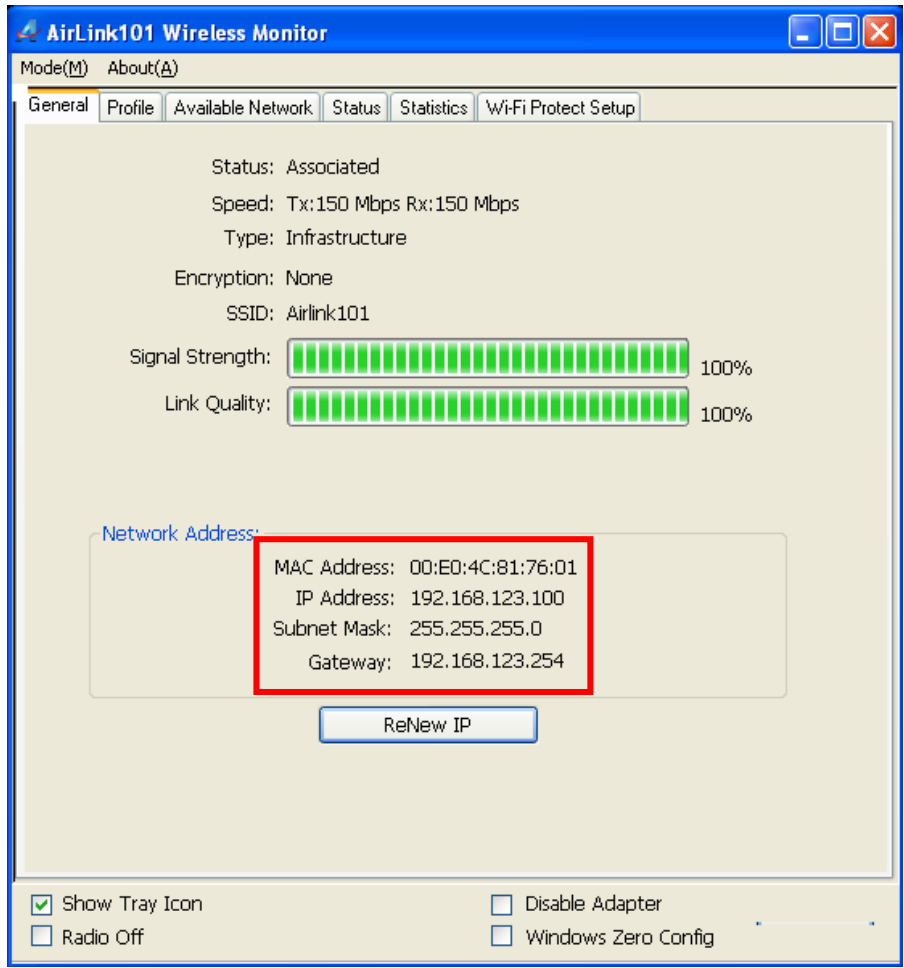 AirLink101 Wireless Monitor
Mode(M) About(A)
General Profile Available Network Status Statistics Wi-Fi Protect Setup
Status: Associated
Speed: Tx:150 Mbps Rx:150 Mbps
Type: Infrastructure
Encryption: None
SSID: Airlink101
Signal Strength: 100%
Link Quality: 100%
Network Address:
MAC Address: 00:E0:4C:81:76:01
IP Address: 192.168.123.100
Subnet Mask: 255.255.255.0
Gateway: 192.168.123.254
ReNew IP
Show Tray Icon Disable Adapter
Radio Off Windows Zero Config